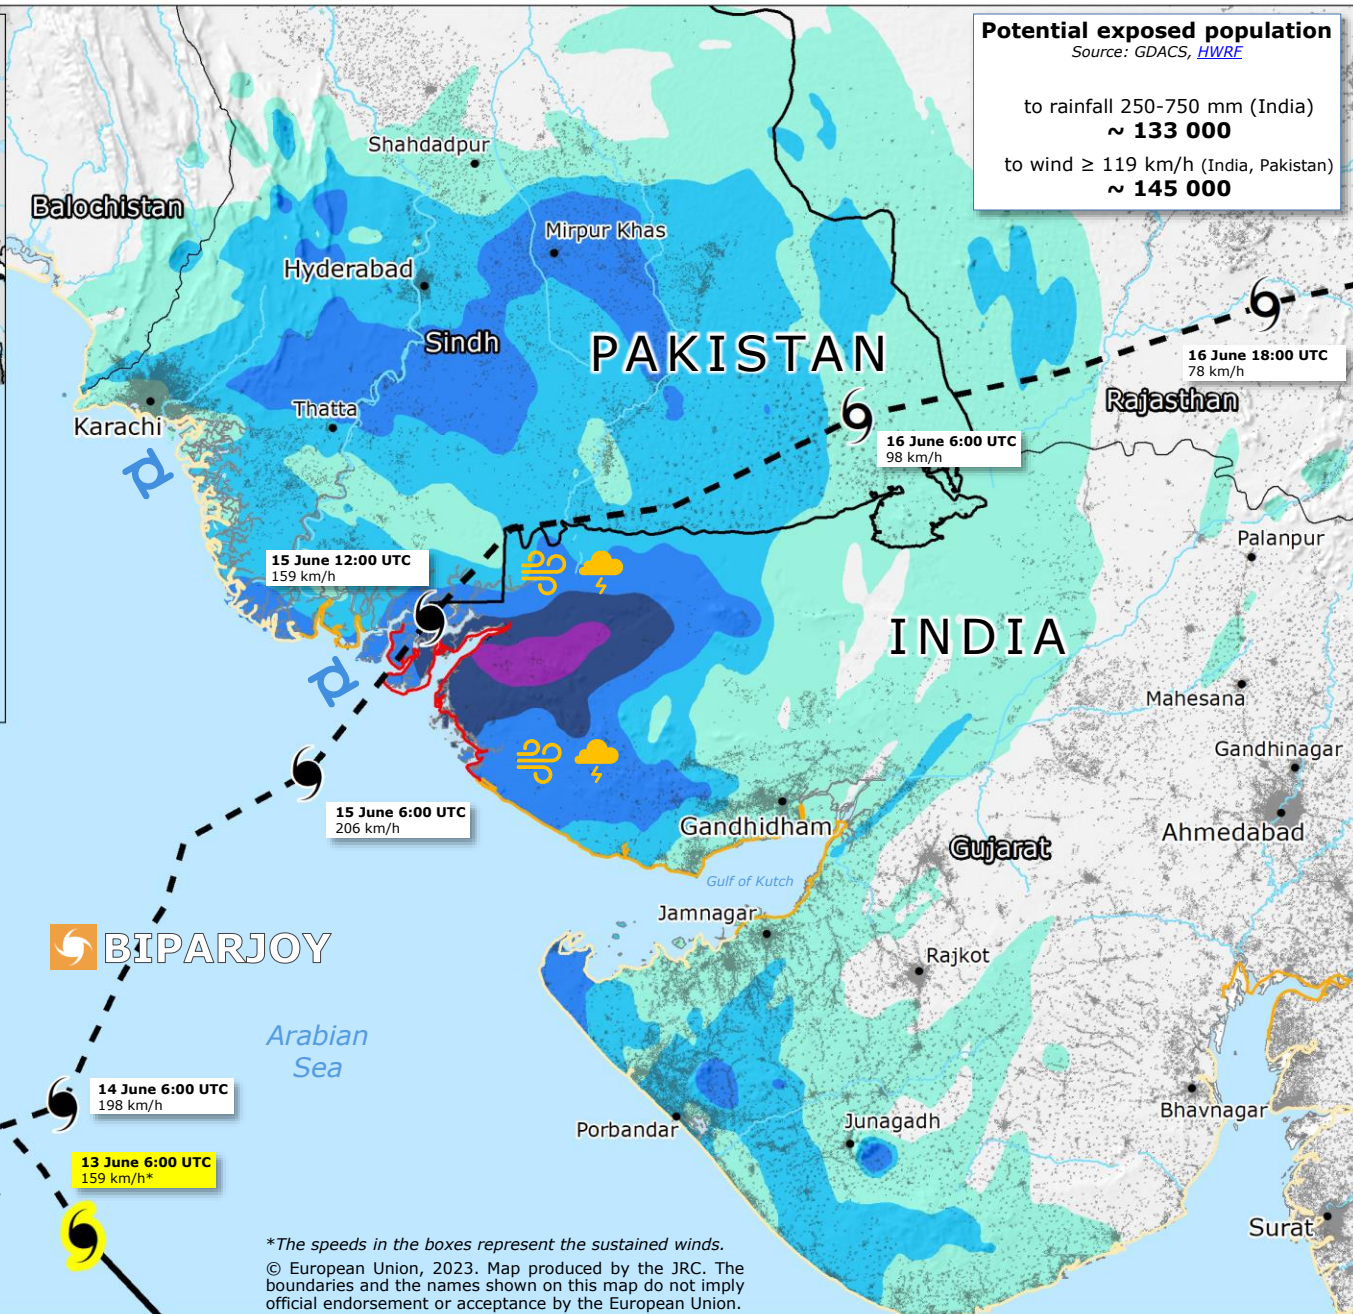 Potential exposed population
Source: GDACS, HWRF
to rainfall 250-750 mm (India)
~ 133 000
to wind ≥ 119 km/h (India, Pakistan)
~ 145 000
Shahdadpur
Balochistan
Mirpur Khas
Hyderabad
Sindh
PAKISTAN
16 June 18:00 UTC
78 km/h
Rajasthan
Thatta
Karachi
16 June 6:00 UTC
98 km/h
Palanpur
15 June 12:00 UTC
159 km/h
INDIA
Mahesana
Gandhinagar
15 June 6:00 UTC
206 km/h
Gandhidham
Ahmedabad
Gujarat
Gulf of Kutch
Jamnagar
BIPARJOY
Rajkot
Arabian
Sea
14 June 6:00 UTC
198 km/h
Bhavnagar
Porbandar
Junagadh
13 June 6:00 UTC
159 km/h*
Surat
*The speeds in the boxes represent the sustained winds.
© European Union, 2023. Map produced by the JRC. The
boundaries and the names shown on this map do not imply
official endorsement or acceptance by the European Union.